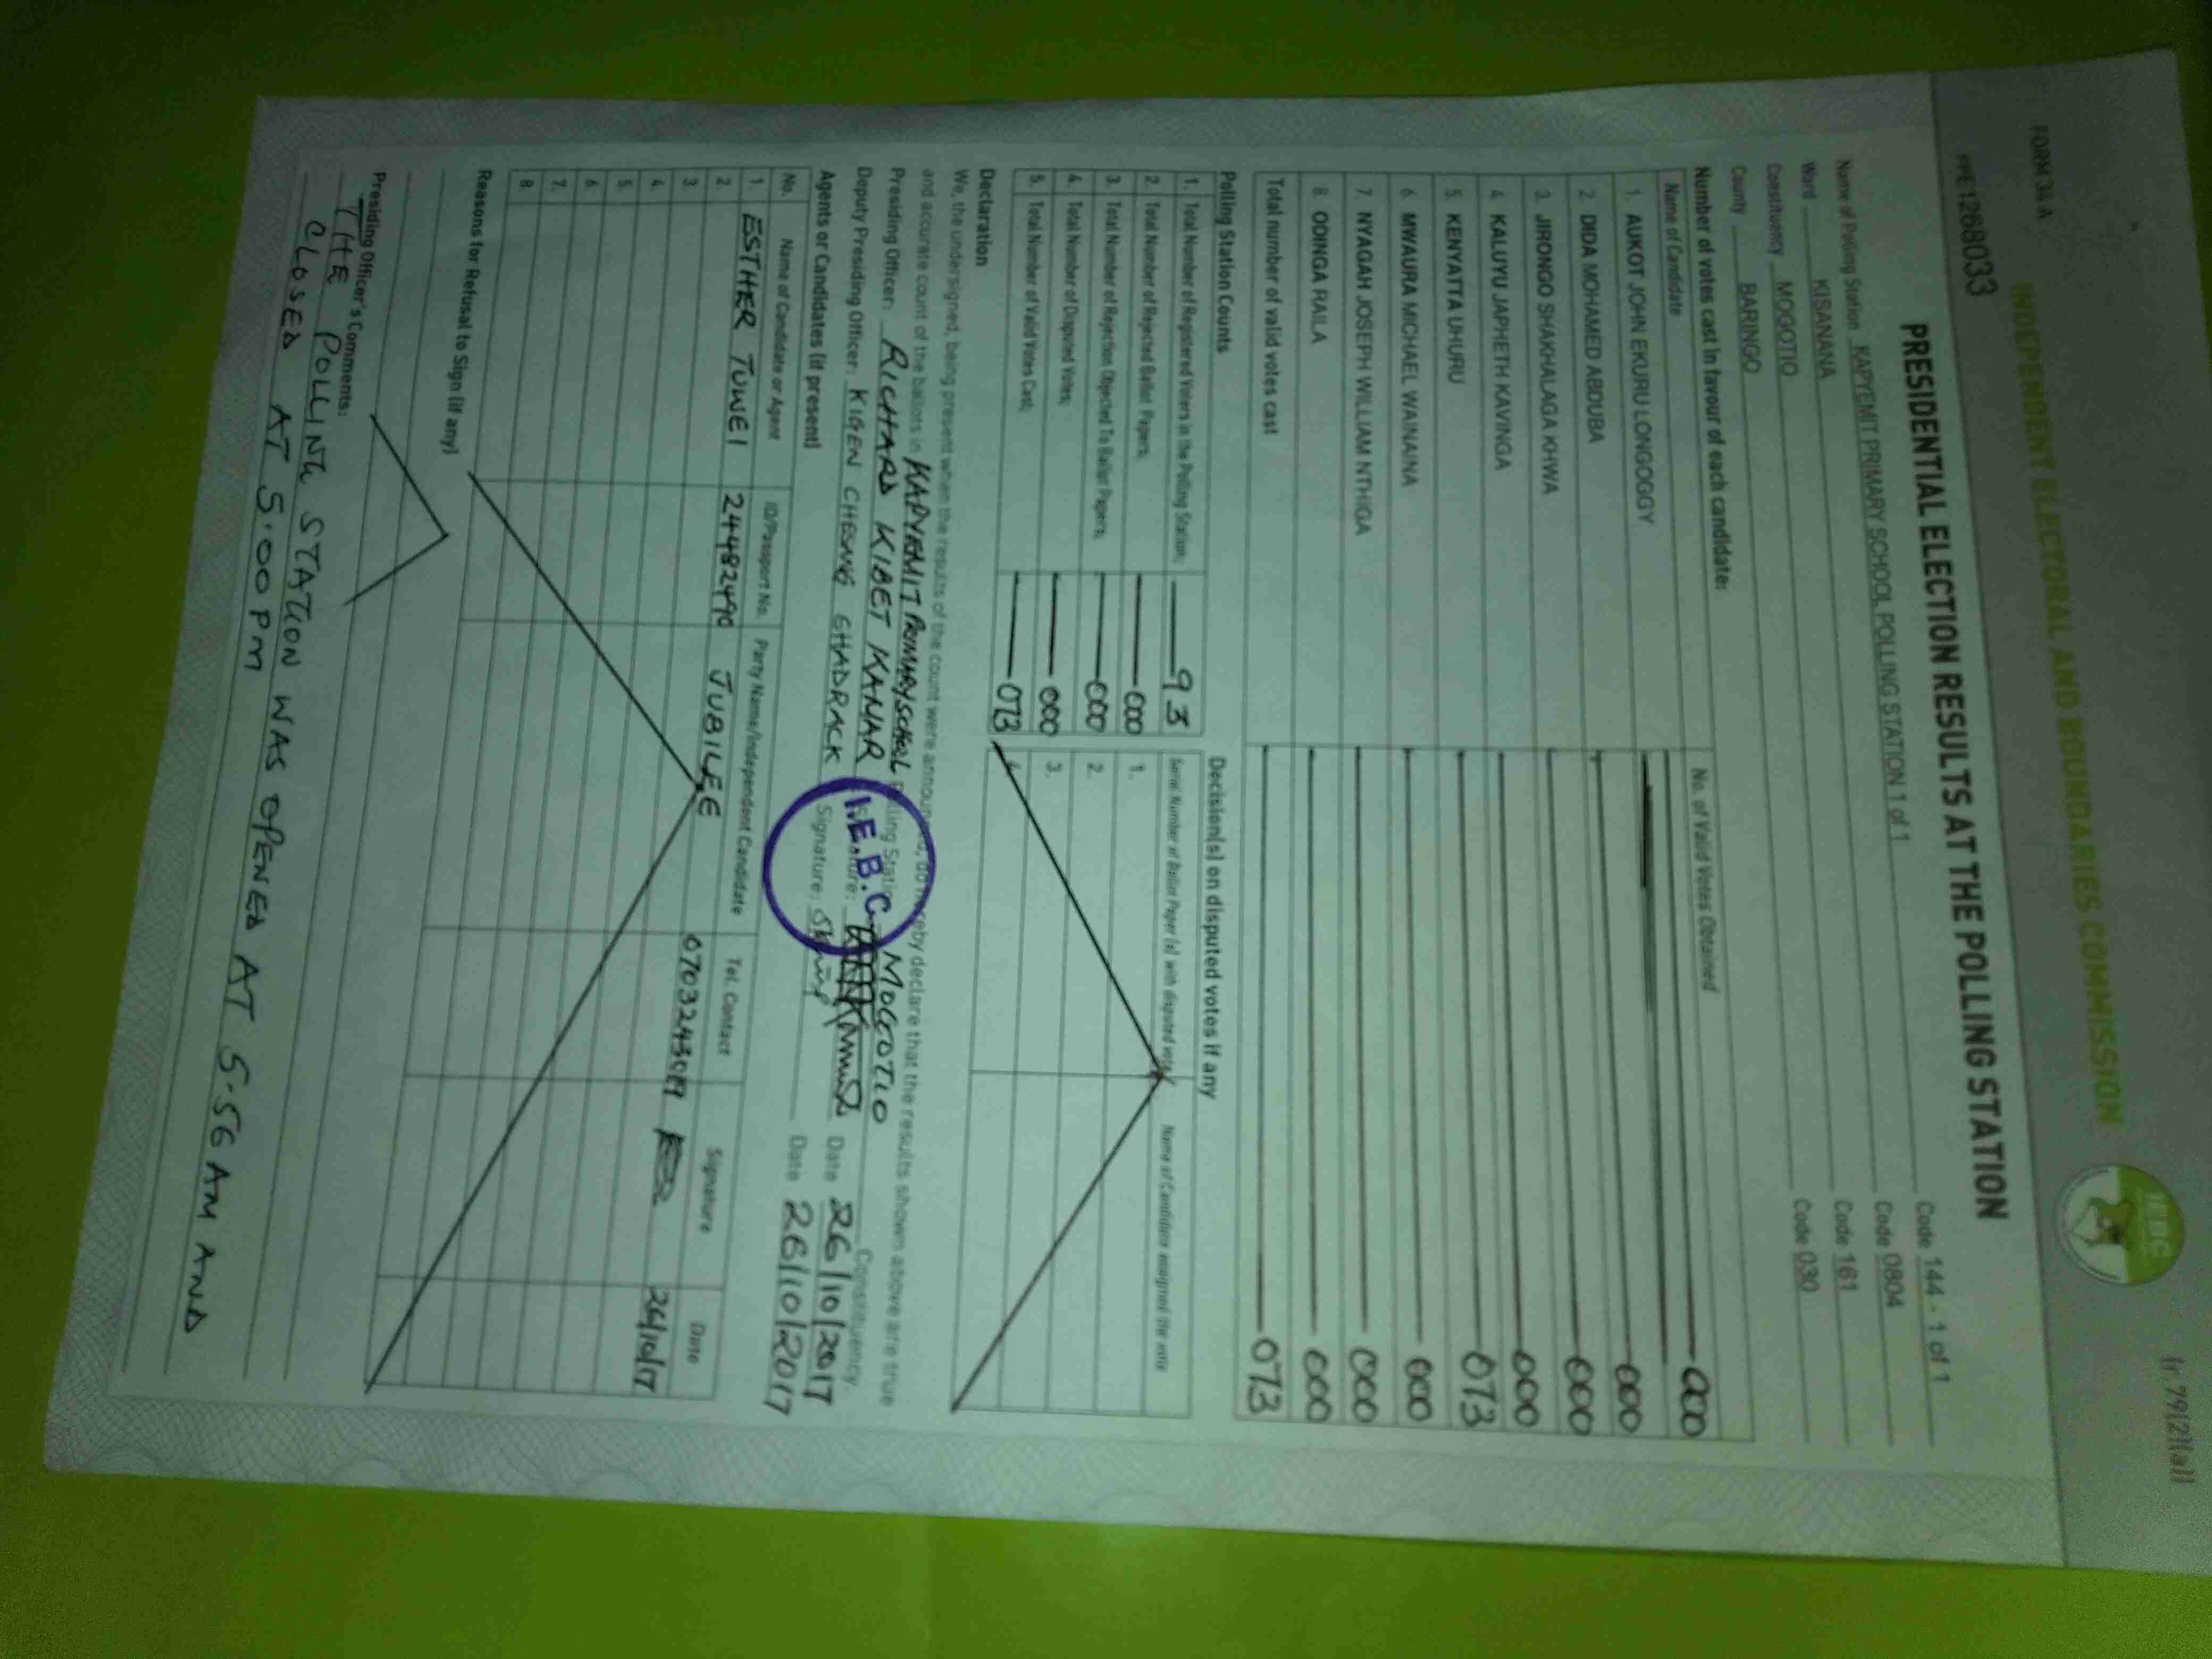 FORM 34 A
(r.79(2)(a))
INDEPENDENT ELECTORAL AND BOUNDARIES COMMISSION
IEBC
1268033
PRESIDENTIAL ELECTION RESULTS AT THE POLLING STATION
Name of Polling Station KAPYEMIT PRIMARY SCHOOL POLLING STATION 1 of 1 Code 144 - 1 of 1
Ward KISANANA Code 0804
Constituency MOGOTIO Code 161
County BARINGO Code 030
Number of votes cast in favour of each candidate:
Name of Candidate No. of Valid Votes Obtained
000
1. AUKOT JOHN EKURU LONGOGGY 000
2. DIDA MOHAMED ABDUBA 000
3. JIRONGO SHAKHALAGA KHWA 000
4. KALUYU JAPHETH KAVINGA
5. KENYATTA UHURU 073
6. MWAURA MICHAEL WAINAINA 000
7. NYAGAH JOSEPH WILLIAM NTHIGA 000
8. ODINGA RAILA 000
Total number of valid votes cast 073
Polling Station Counts
1. Total Number of Registered Voters in the Polling Station; 93
2. Total Number of Rejected Ballot Papers; 000
3. Total Number of Rejection Objected To Ballot Papers; 000
4. Total Number of Disputed Votes; 000
5. Total Number of Valid Votes Cast; 073
Decision(s) on disputed votes if any
Serial Number of Ballot Paper (s) with disputed votes Name of Candidate assigned the vote
1.
2.
3.
4.
Declaration
We, the undersigned, being present when the results of the count were announced, do hereby declare that the results shown above are true
and accurate count of the ballots in KAPYEMIT PRIMARY SCHOOL Polling Station MOGOTIO Constituency
Presiding Officer: RICHARD KIBET KANAR Signature: Date 26/10/2017
Deputy Presiding Officer: KIGEN CHESANG SHADRACK Signature: Date 26/10/2017
I.E.B.C
Agents or Candidates (if present)
No. Name of Candidate or Agent ID/Passport No. Party Name/Independent Candidate Tel. Contact Signature Date
1. ESTHER TUWEI 24482490 JUBILEE 26/10/17
2.
3.
4.
5.
6.
7.
8.
Reasons for Refusal to Sign (if any)
Presiding Officer's Comments:
THE POLLING STATION WAS OPENED AT 5.56 AM AND
CLOSED AT 5.00 PM